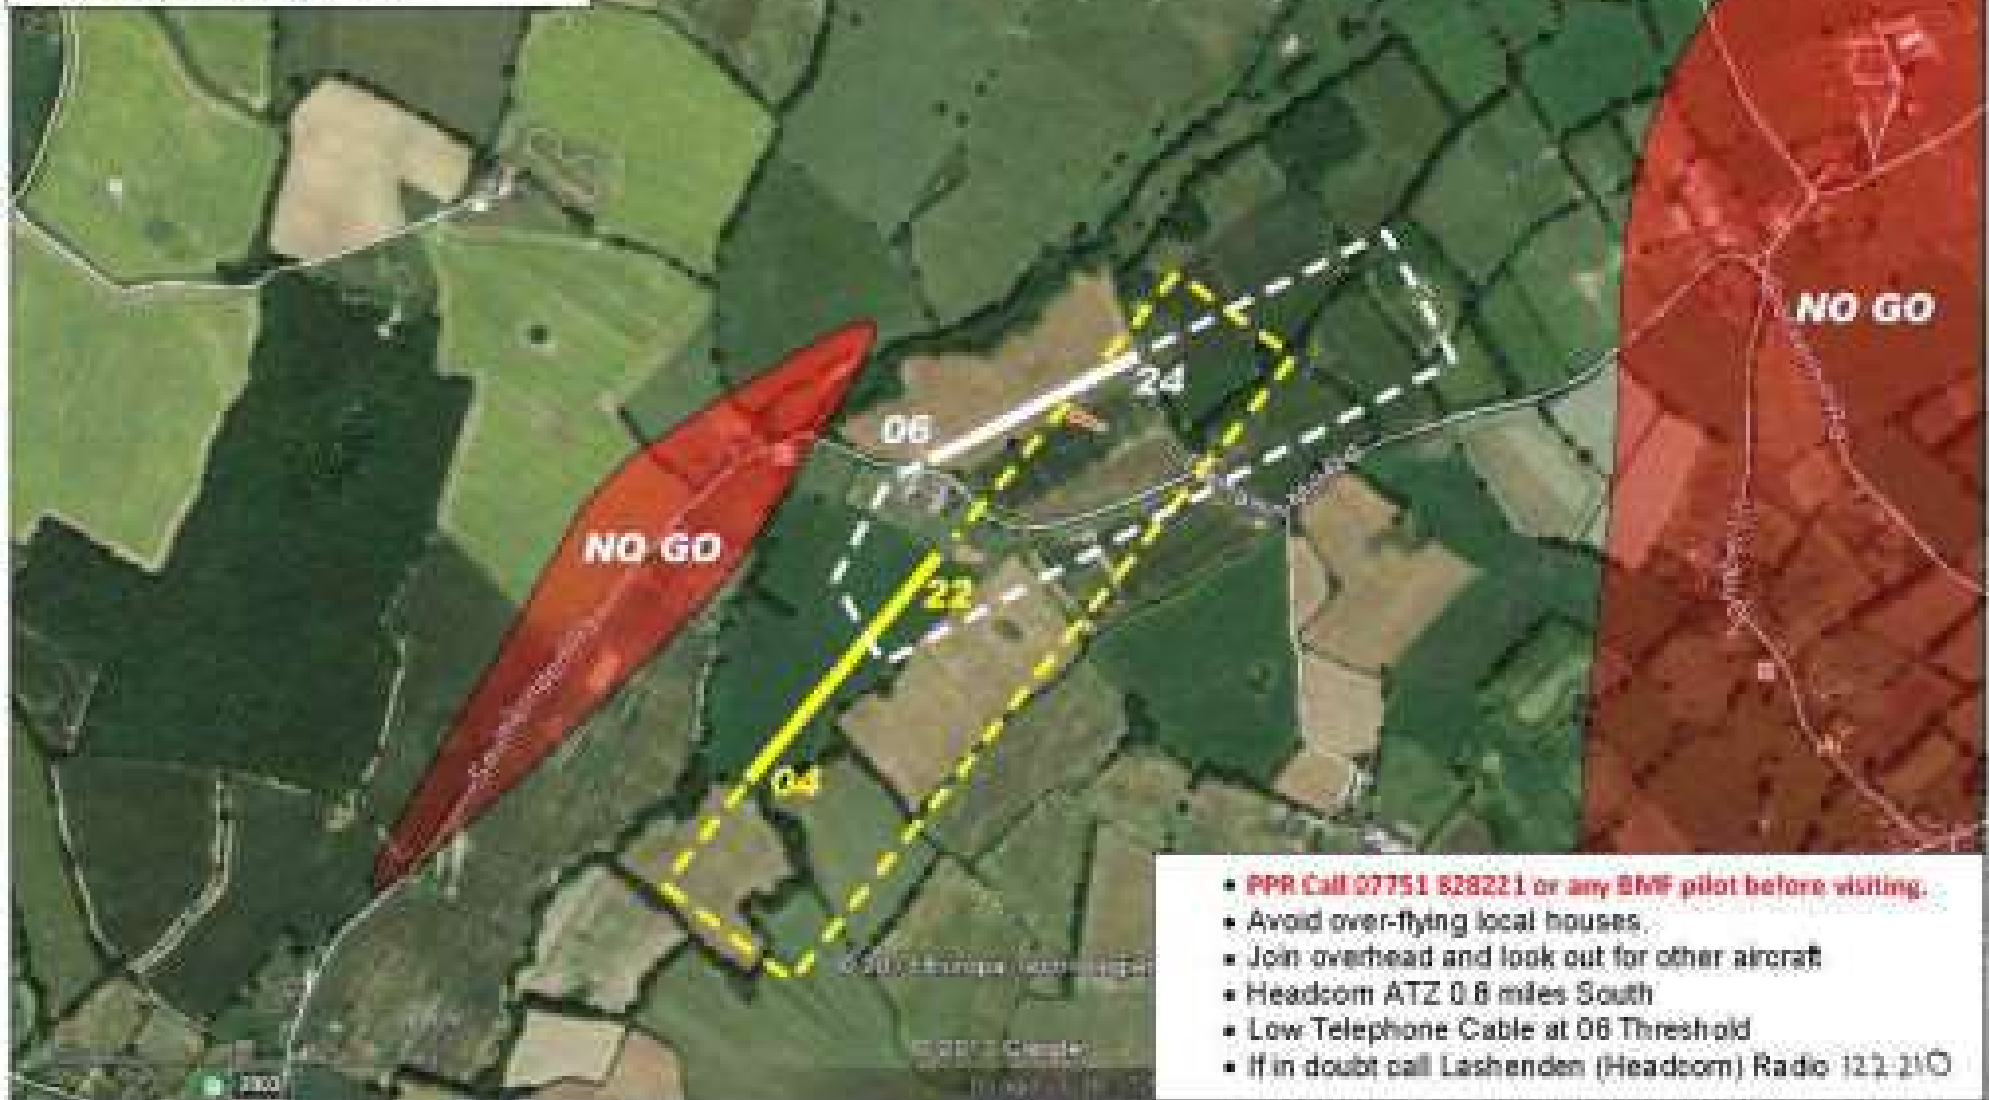 NO GO
24
06
NO GO
22
04
• PPR Call 07751 828221 or any BMF pilot before visiting.
• Avoid over-flying local houses.
• Join overhead and look out for other aircraft
• Headcorn ATZ 0.8 miles South
• Low Telephone Cable at 06 Threshold
• If in doubt call Lashenden (Headcorn) Radio 122 210